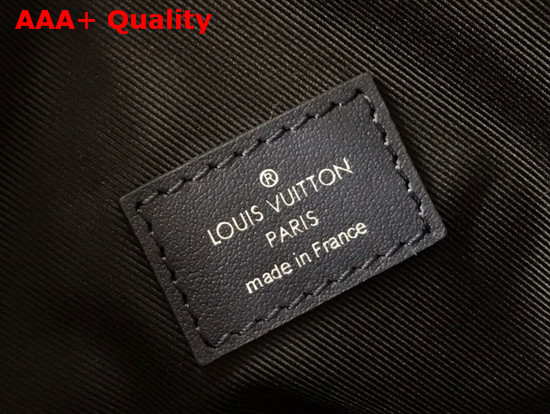 AAA+ Quality
®
LOUIS VUITTON
PARIS
made in France